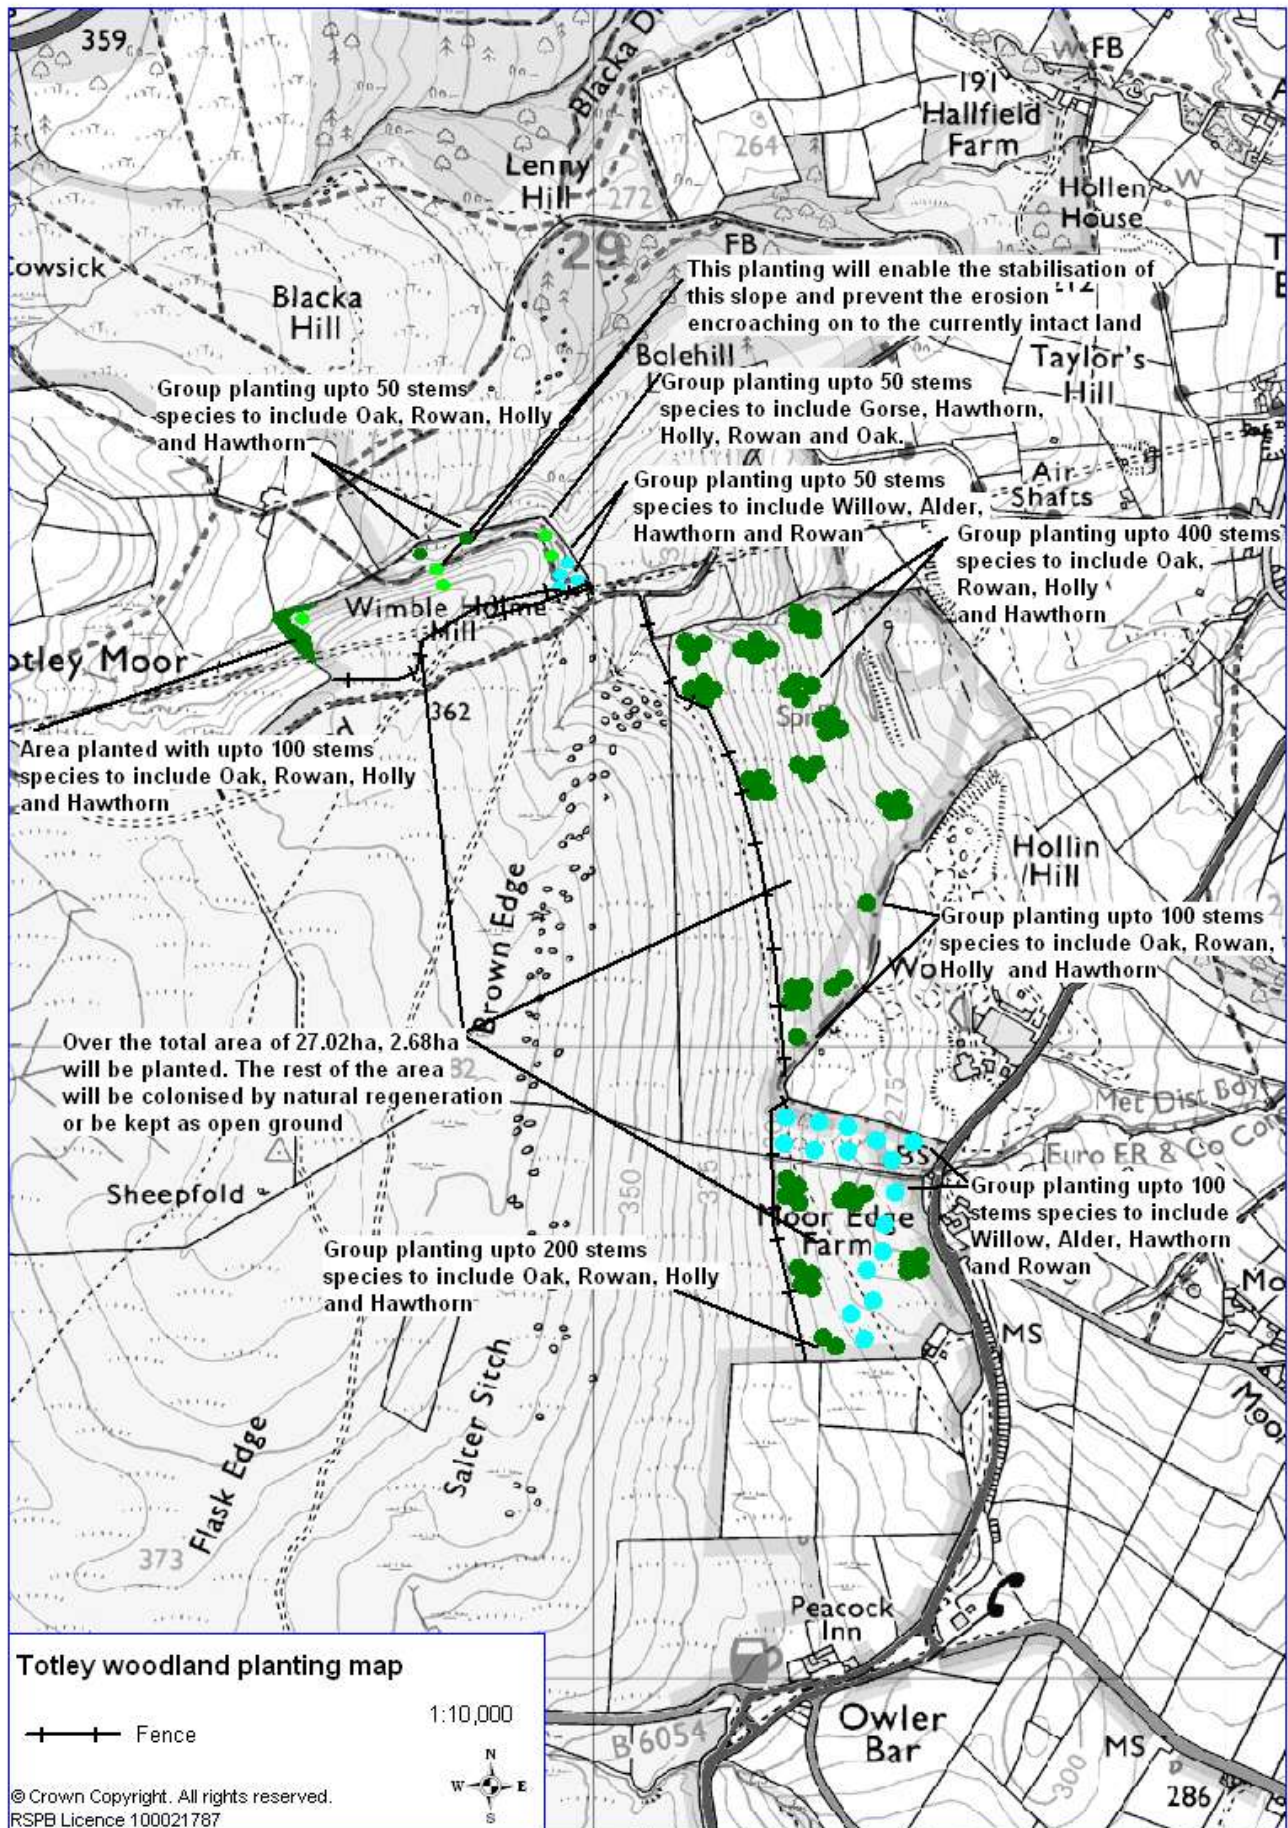 359
Blacka
191
Hallfield
Farm
FB
W
264
Lenny
Hill
272
Hollen
House
W
29
FB
owsick
Blacka
Hill
This planting will enable the stabilisation of
this slope and prevent the erosion
encroaching on to the currently intact land
212
Bolehill
Taylor's
Hill
Group planting upto 50 stems
species to include Oak, Rowan, Holly
and Hawthorn
Group planting upto 50 stems
species to include Gorse, Hawthorn,
Holly, Rowan and Oak.
Air
Shafts
Group planting upto 50 stems
species to include Willow, Alder,
Hawthorn and Rowan
Group planting upto 400 stems
species to include Oak,
Rowan, Holly
and Hawthorn
Wimble Holme
Mill
otley Moor
362
Area planted with upto 100 stems
species to include Oak, Rowan, Holly
and Hawthorn
Hollin
Hill
Brown Edge
Group planting upto 100 stems
species to include Oak, Rowan,
Holly and Hawthorn
Wo
Over the total area of 27.02ha, 2.68ha
will be planted. The rest of the area
will be colonised by natural regeneration
or be kept as open ground
82
275
Met Dist Bdy
Euro ER & Co Con
BS
350
Sheepfold
Moor Edge
Farm
Group planting upto 100
stems species to include
Willow, Alder, Hawthorn
and Rowan
Group planting upto 200 stems
species to include Oak, Rowan, Holly
and Hawthorn
Mo
MS
Moor
Salter Sitch
Flask Edge
373
Peacock
Inn
Owler
Bar
B 6054
MS
300
286
Totley woodland planting map
1:10,000
Fence
N
W E
S
© Crown Copyright. All rights reserved.
RSPB Licence 100021787